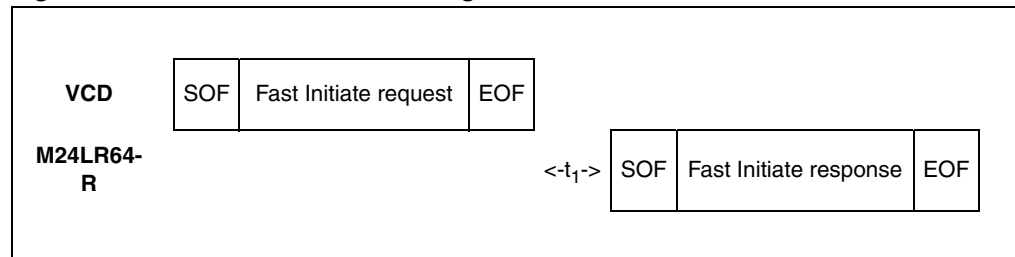 VCD SOF Fast Initiate request EOF
M24LR64-
R
<-t1-> SOF Fast Initiate response EOF